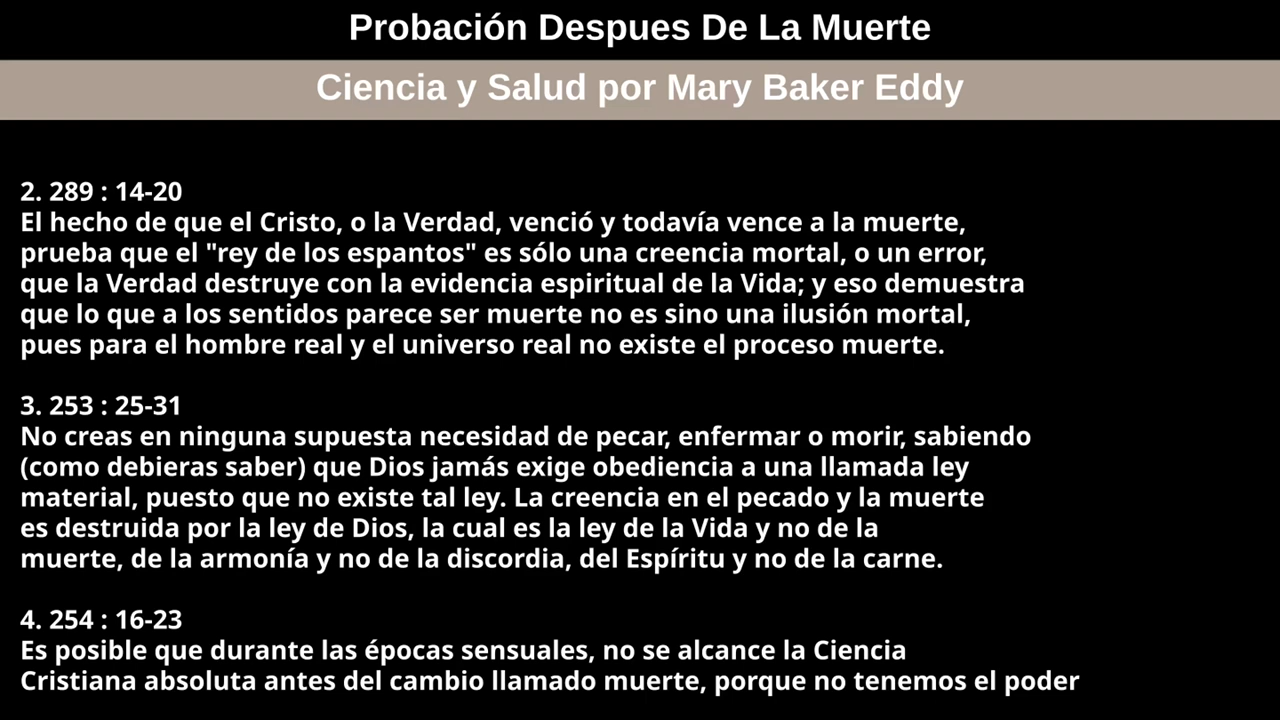 Probación Despues De La Muerte
Ciencia y Salud por Mary Baker Eddy
2. 289 : 14-20
El hecho de que el Cristo, o la Verdad, venció y todavía vence a la muerte,
prueba que el "rey de los espantos" es sólo una creencia mortal, o un error,
que la Verdad destruye con la evidencia espiritual de la Vida; y eso demuestra
que lo que a los sentidos parece ser muerte no es sino una ilusión mortal,
pues para el hombre real y el universo real no existe el proceso muerte.
3. 253 : 25-31
No creas en ninguna supuesta necesidad de pecar, enfermar o morir, sabiendo
(como debieras saber) que Dios jamás exige obediencia a una llamada ley
material, puesto que no existe tal ley. La creencia en el pecado y la muerte
es destruida por la ley de Dios, la cual es la ley de la Vida y no de la
muerte, de la armonía y no de la discordia, del Espíritu y no de la carne.
4. 254 : 16-23
Es posible que durante las épocas sensuales, no se alcance la Ciencia
Cristiana absoluta antes del cambio llamado muerte, porque no tenemos el poder